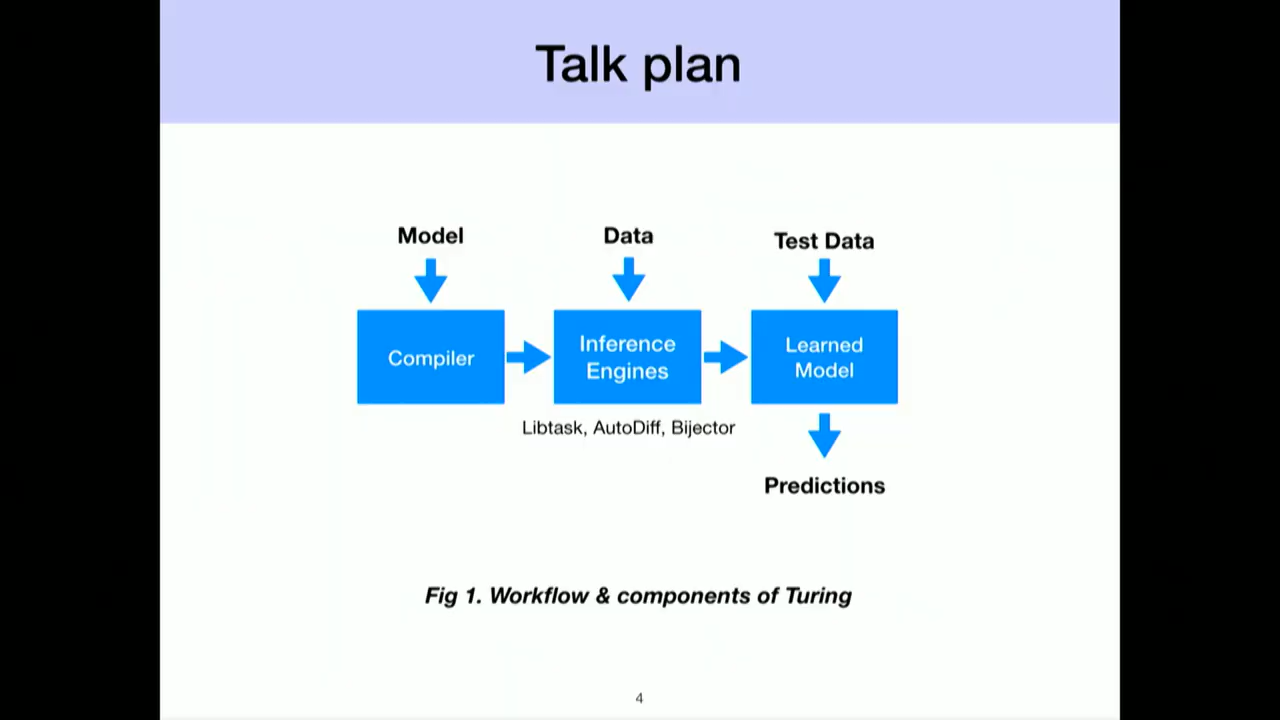 Talk plan
Model
Data
Test Data
Compiler
Inference
Engines
Learned
Model
Libtask, AutoDiff, Bijector
Predictions
Fig 1. Workflow & components of Turing
4